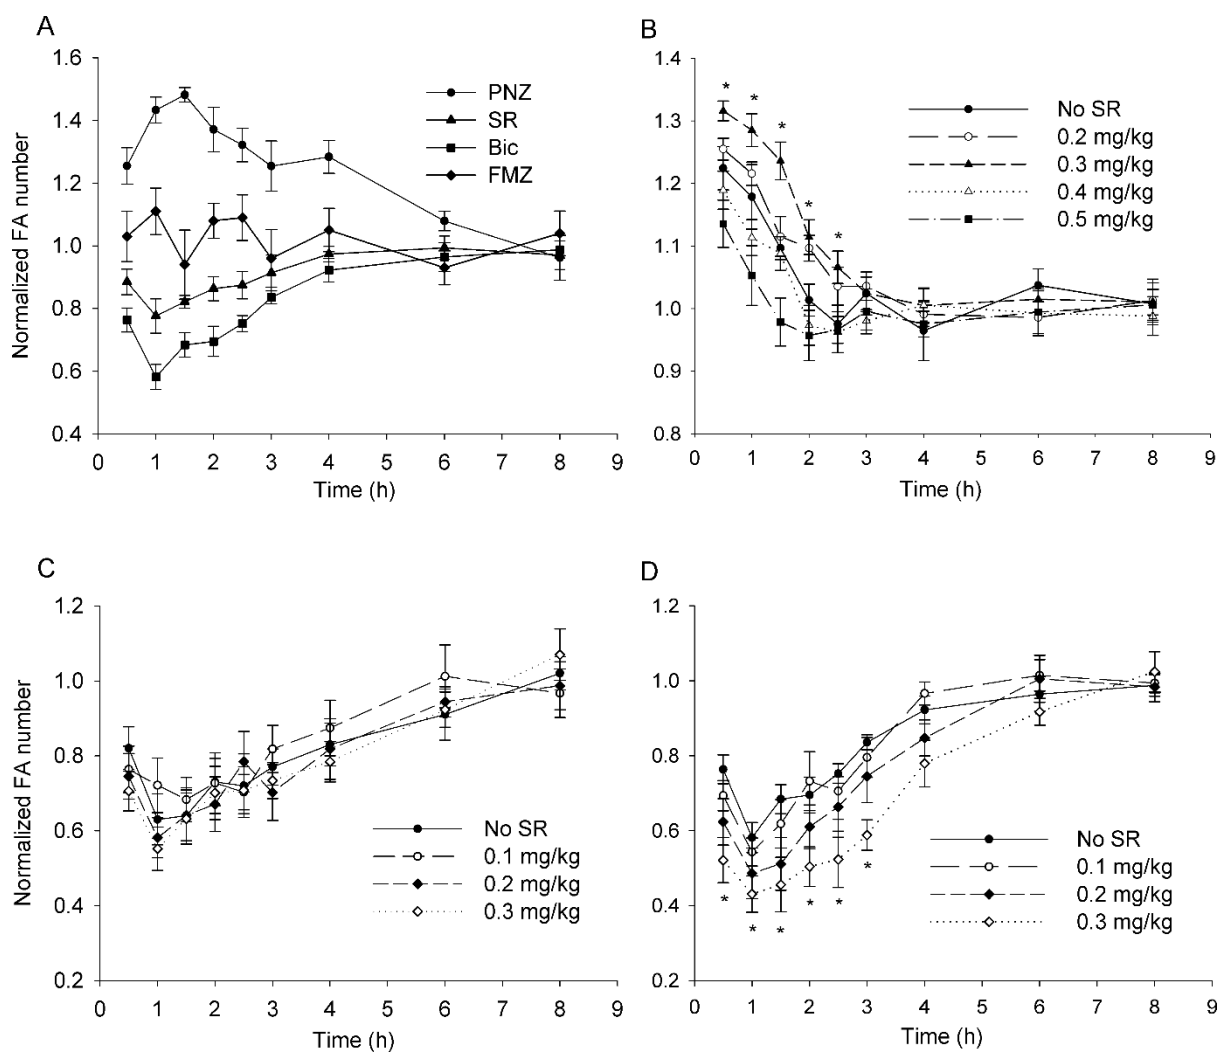 A
Normalized FA number
1.6
1.4
1.2
1.0
0.8
0.6
0.4
PNZ
SR
Bic
FMZ
0 1 2 3 4 5 6 7 8 9
Time (h)
B
1.4
1.3
1.2
1.1
1.0
0.9
0.8
* * * * *
No SR
0.2 mg/kg
0.3 mg/kg
0.4 mg/kg
0.5 mg/kg
0 1 2 3 4 5 6 7 8 9
Time (h)
C
Normalized FA number
1.2
1.0
0.8
0.6
0.4
0.2
No SR
0.1 mg/kg
0.2 mg/kg
0.3 mg/kg
0 1 2 3 4 5 6 7 8 9
Time (h)
D
1.2
1.0
0.8
0.6
0.4
0.2
No SR
0.1 mg/kg
0.2 mg/kg
0.3 mg/kg
* * * * * *
0 1 2 3 4 5 6 7 8 9
Time (h)